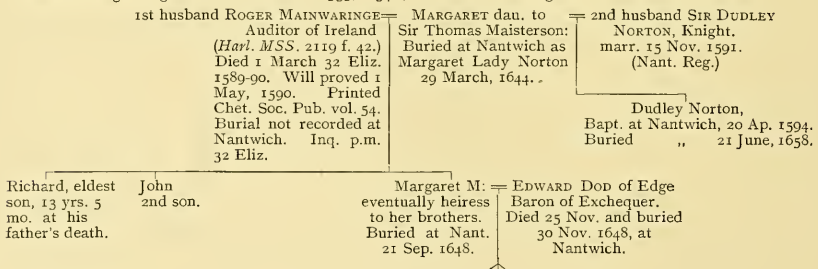 1st husband ROGER MAINWARINGE
Auditor of Ireland
(Harl. MSS. 2119 f. 42.)
Died 1 March 32 Eliz.
1589-90. Will proved 1
May, 1590. Printed
Chet. Soc. Pub. vol. 54.
Burial not recorded at
Nantwich. Inq. p.m.
32 Eliz.
MARGARET dau. to
Sir Thomas Maisterson:
Buried at Nantwich as
Margaret Lady Norton
29 March, 1644.
2nd husband SIR DUDLEY
NORTON, Knight.
marr. 15 Nov. 1591.
(Nant. Reg.)
Dudley Norton,
Bapt. at Nantwich, 20 Ap. 1594.
Buried „ 21 June, 1658.
Richard, eldest
son, 13 yrs. 5
mo. at his
father's death.
John
2nd son.
Margaret M:
eventually heiress
to her brothers.
Buried at Nant.
21 Sep. 1648.
EDWARD DOD of Edge
Baron of Exchequer.
Died 25 Nov. and buried
30 Nov. 1648, at
Nantwich.